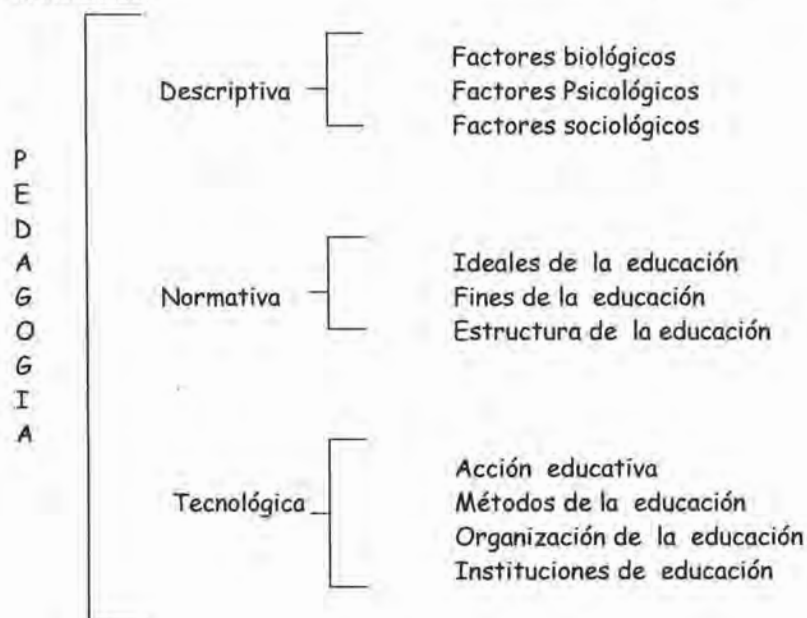 PEDAGOGIA
Descriptiva
Factores biológicos
Factores Psicológicos
Factores sociológicos
Normativa
Ideales de la educación
Fines de la educación
Estructura de la educación
Tecnológica
Acción educativa
Métodos de la educación
Organización de la educación
Instituciones de educación